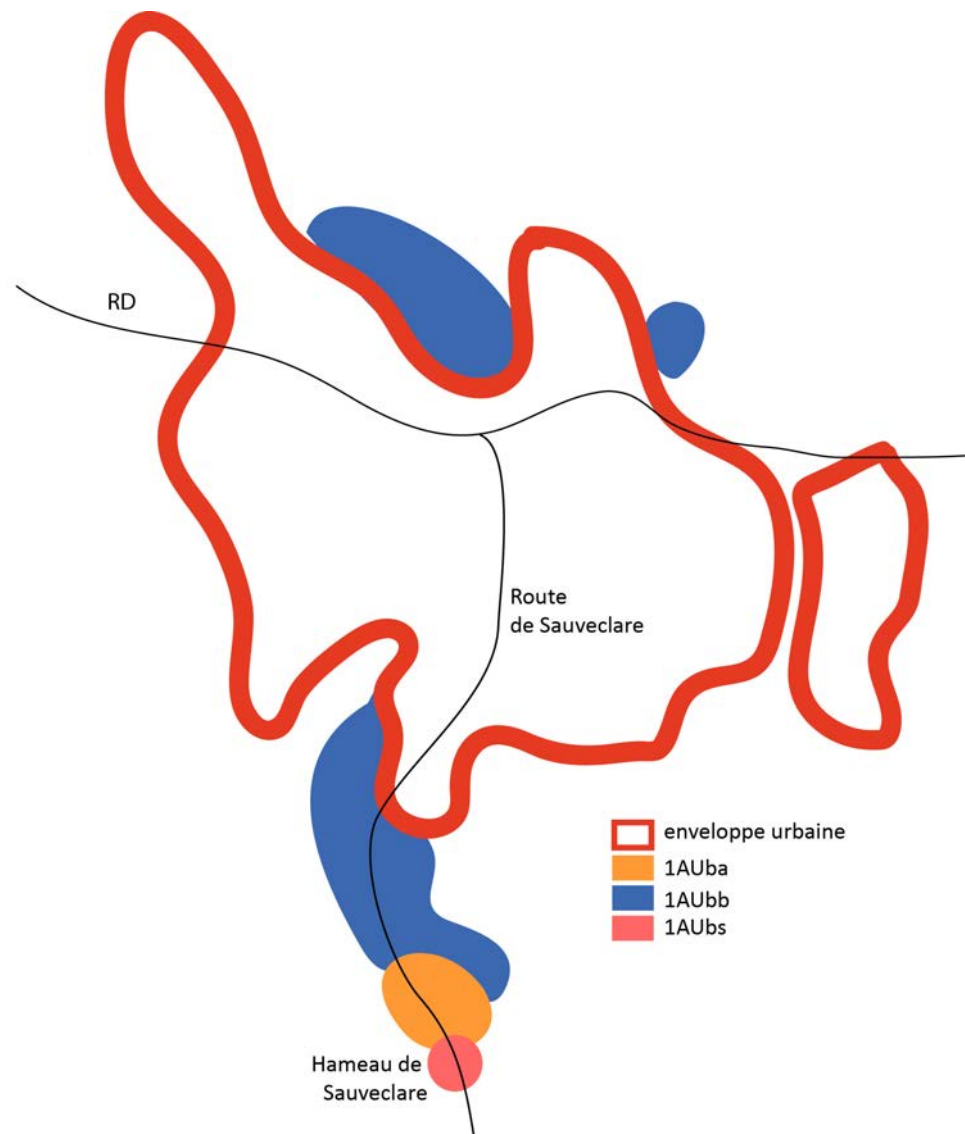 RD
Route
de Sauveclare
enveloppe urbaine
1AUba
1AUbb
1AUbs
Hameau de
Sauveclare